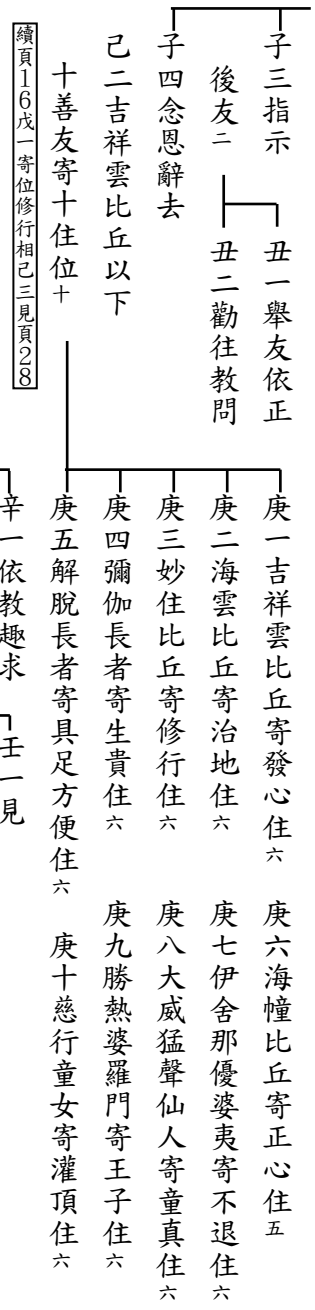 子三指示
後友二
丑一舉友依正
丑二勸往教問
子四念恩辭去
己二吉祥雲比丘以下
十善友寄十住位十
庚一吉祥雲比丘寄發心住六
庚二海雲比丘寄治地住六
庚三妙住比丘寄修行住六
庚四彌伽長者寄生貴住六
庚五解脫長者寄具足方便住六
庚六海幢比丘寄正心住五
庚七伊舍那優婆夷寄不退住六
庚八大威猛聲仙人寄童真住六
庚九勝熱婆羅門寄王子住六
庚十慈行童女寄灌頂住六
續頁16戊一寄位修行相己三見頁28
辛一依教趣求
壬一見